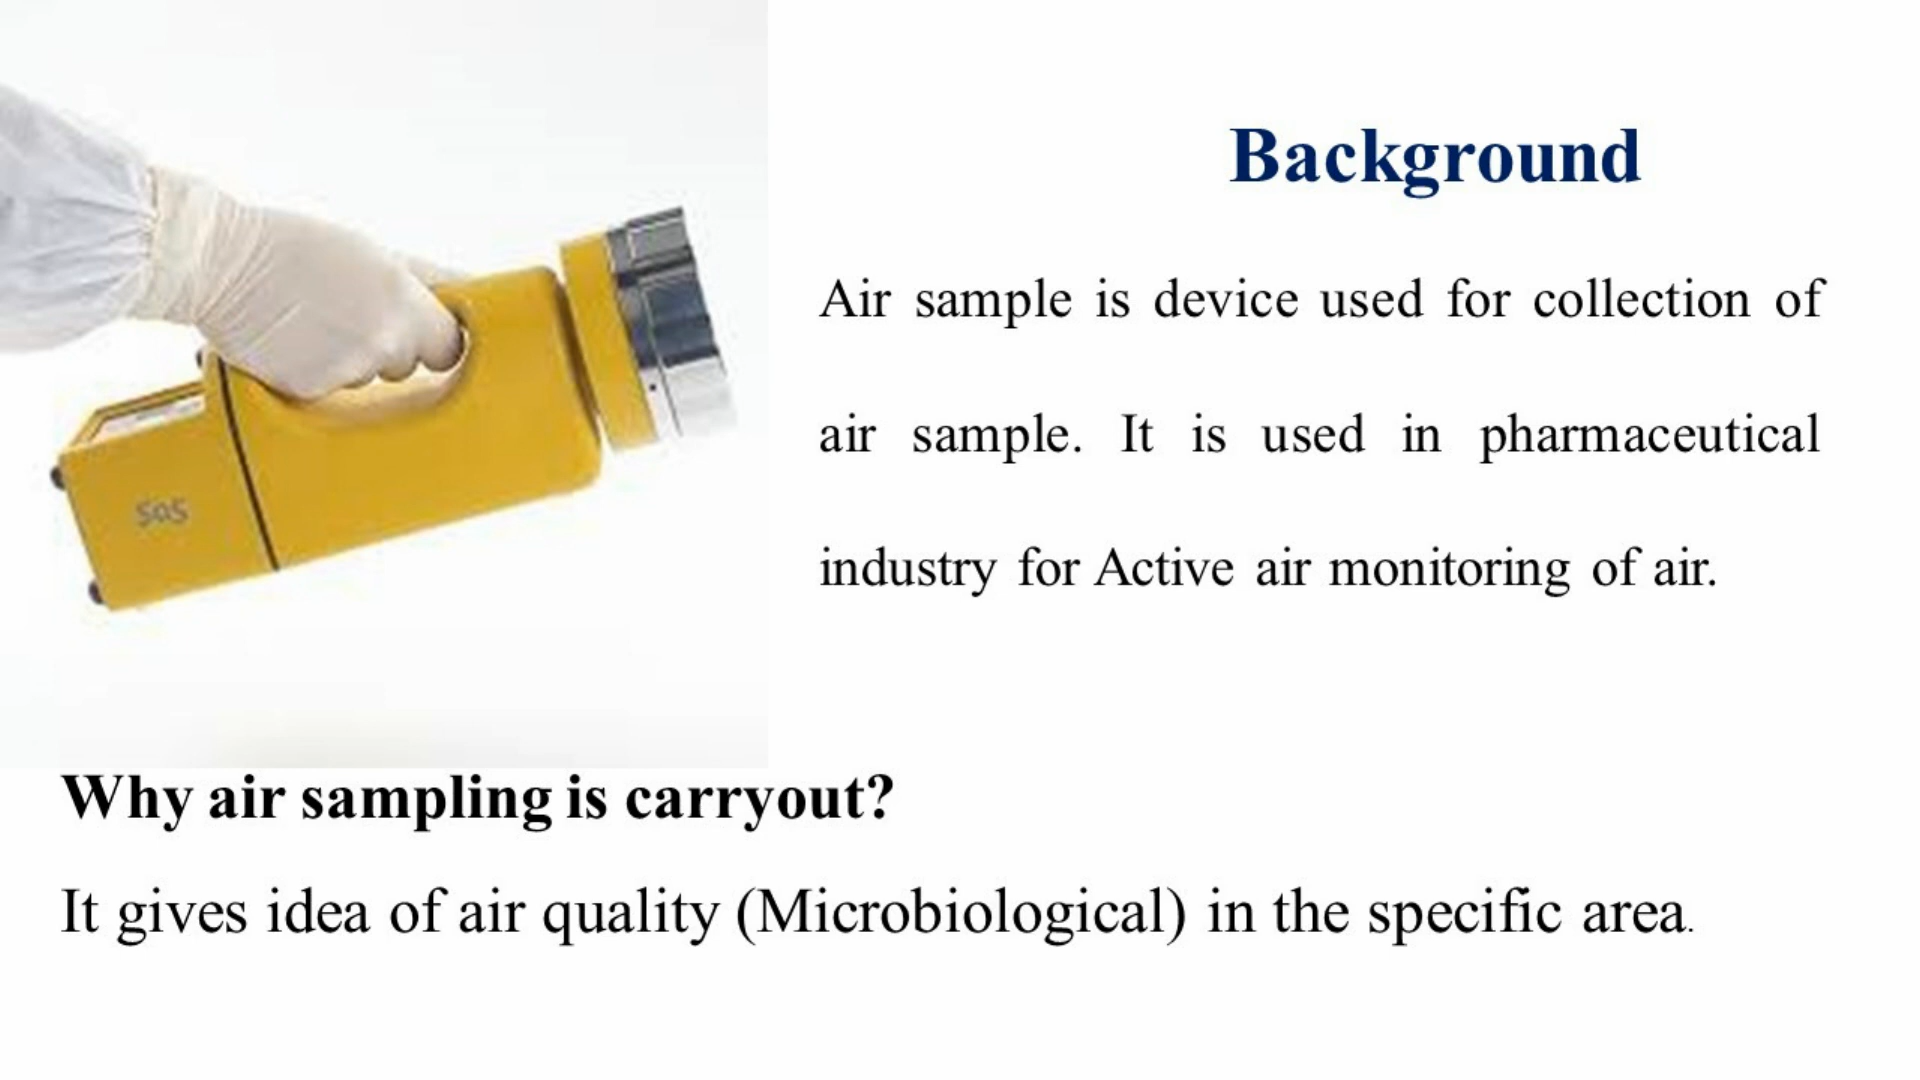 Background
Air sample is device used for collection of
air sample. It is used in pharmaceutical
industry for Active air monitoring of air.
SAS
Why air sampling is carryout?
It gives idea of air quality (Microbiological) in the specific area.